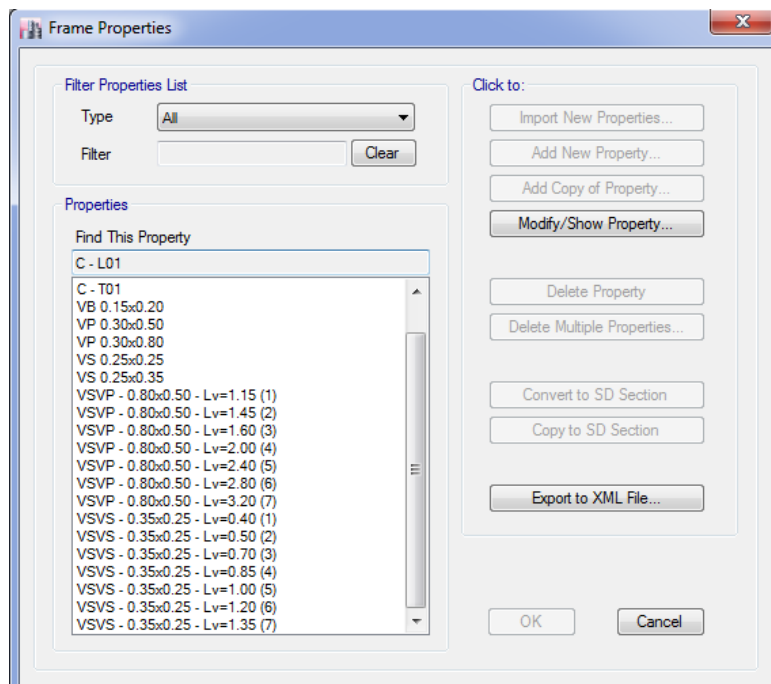 Frame Properties
Filter Properties List
Type
All
Filter
Clear
Properties
Find This Property
C - L01
C - T01
VB 0.15x0.20
VP 0.30x0.50
VP 0.30x0.80
VS 0.25x0.25
VS 0.25x0.35
VSVP - 0.80x0.50 - Lv=1.15 (1)
VSVP - 0.80x0.50 - Lv=1.45 (2)
VSVP - 0.80x0.50 - Lv=1.60 (3)
VSVP - 0.80x0.50 - Lv=2.00 (4)
VSVP - 0.80x0.50 - Lv=2.40 (5)
VSVP - 0.80x0.50 - Lv=2.80 (6)
VSVP - 0.80x0.50 - Lv=3.20 (7)
VSVS - 0.35x0.25 - Lv=0.40 (1)
VSVS - 0.35x0.25 - Lv=0.50 (2)
VSVS - 0.35x0.25 - Lv=0.70 (3)
VSVS - 0.35x0.25 - Lv=0.85 (4)
VSVS - 0.35x0.25 - Lv=1.00 (5)
VSVS - 0.35x0.25 - Lv=1.20 (6)
VSVS - 0.35x0.25 - Lv=1.35 (7)
Click to:
Import New Properties...
Add New Property...
Add Copy of Property...
Modify/Show Property...
Delete Property
Delete Multiple Properties...
Convert to SD Section
Copy to SD Section
Export to XML File...
OK
Cancel